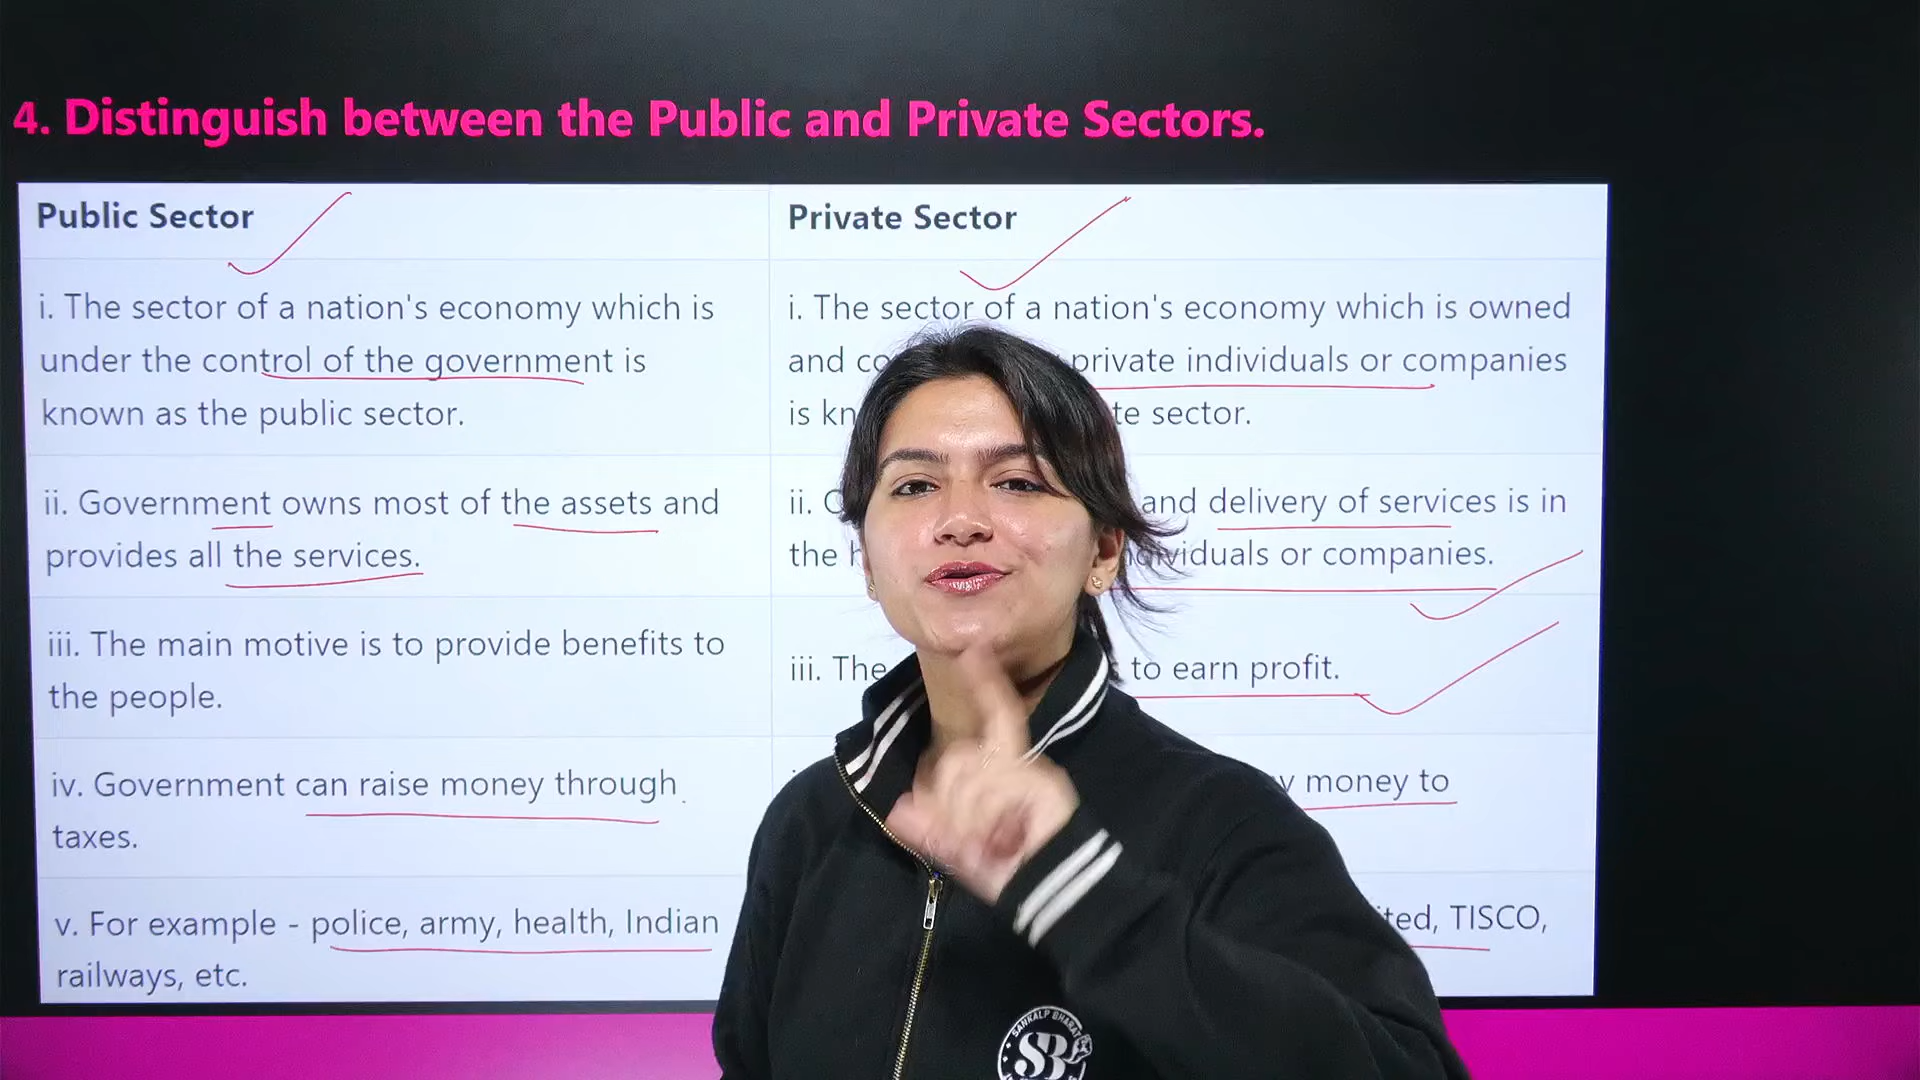 4. Distinguish between the Public and Private Sectors.
Public Sector
i. The sector of a nation's economy which is
under the control of the government is
known as the public sector.
ii. Government owns most of the assets and
provides all the services.
iii. The main motive is to provide benefits to
the people.
iv. Government can raise money through
taxes.
v. For example - police, army, health, Indian
railways, etc.
Private Sector
i. The sector of a nation's economy which is owned
and private individuals or companies
is sector.
ii. and delivery of services is in
the individuals or companies.
iii. The to earn profit.
money to
TISCO,
SANKALP BHARAT
SB